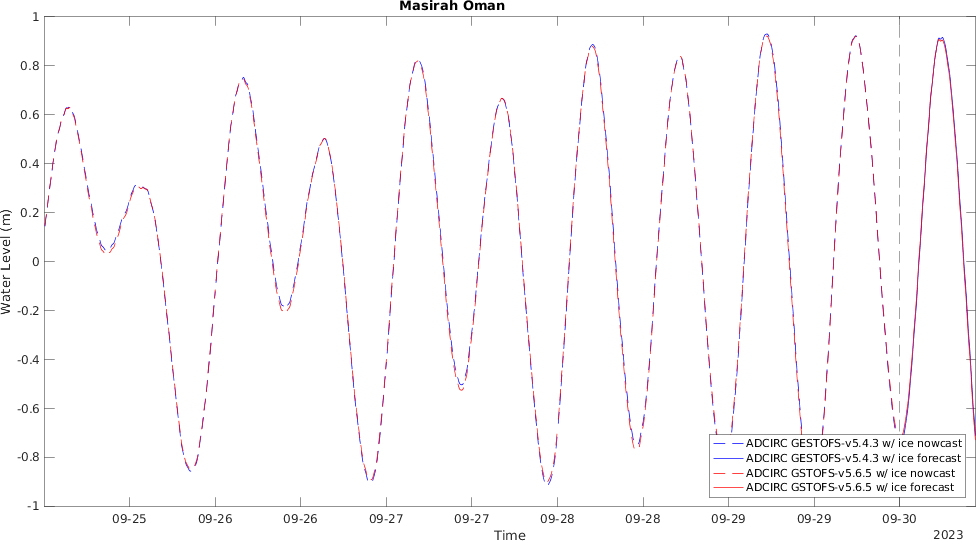 Masirah Oman
1
0.8
0.6
0.4
0.2
0
-0.2
-0.4
-0.6
-0.8
-1
Water Level (m)
ADCIRC GESTOFS-v5.4.3 w/ ice nowcast
ADCIRC GESTOFS-v5.4.3 w/ ice forecast
ADCIRC GSTOFS-v5.6.5 w/ ice nowcast
ADCIRC GSTOFS-v5.6.5 w/ ice forecast
09-25 09-26 09-26 09-27 09-27 09-28 09-28 09-29 09-29 09-30
Time
2023